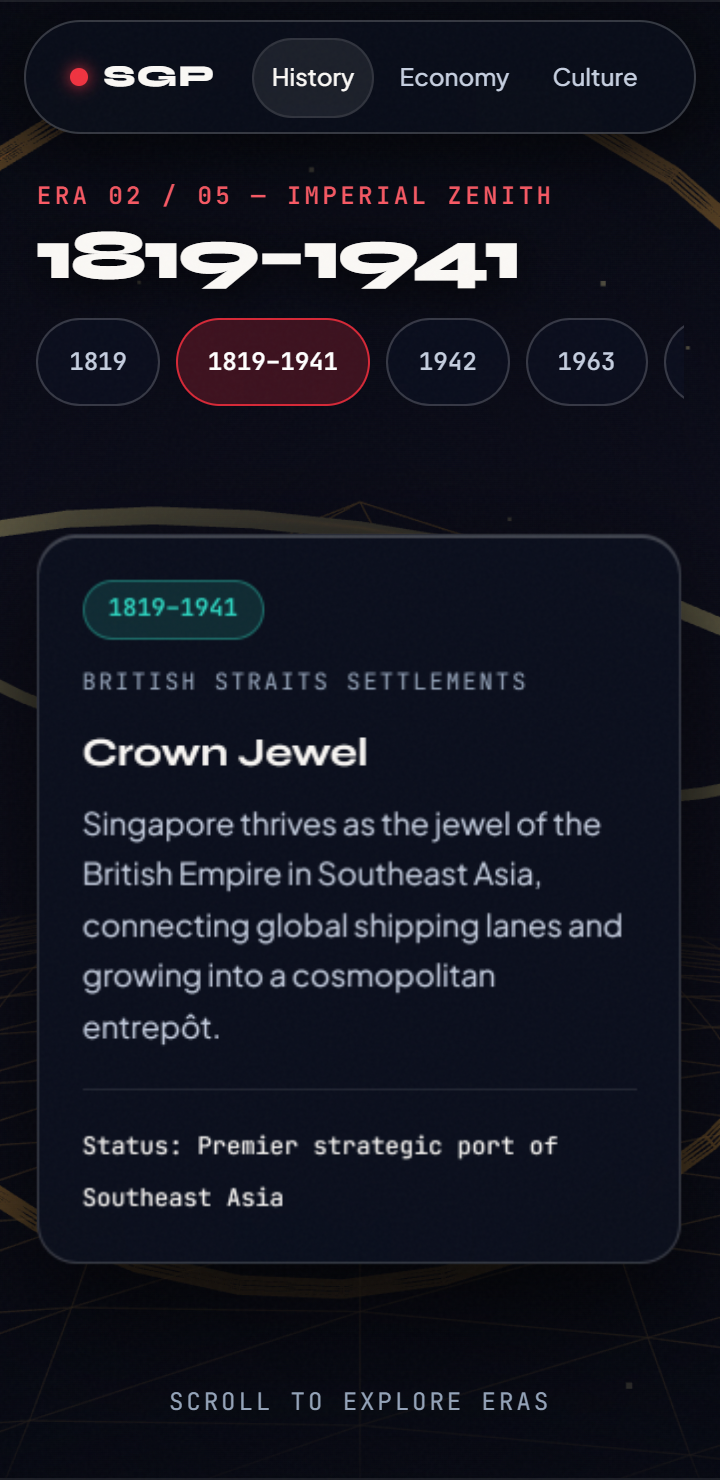 SGP
History
Economy
Culture
ERA 02 / 05 — IMPERIAL ZENITH
1819–1941
1819
1819–1941
1942
1963
1819–1941
BRITISH STRAITS SETTLEMENTS
Crown Jewel
Singapore thrives as the jewel of the
British Empire in Southeast Asia,
connecting global shipping lanes and
growing into a cosmopolitan
entrepôt.
Status: Premier strategic port of
Southeast Asia
SCROLL TO EXPLORE ERAS